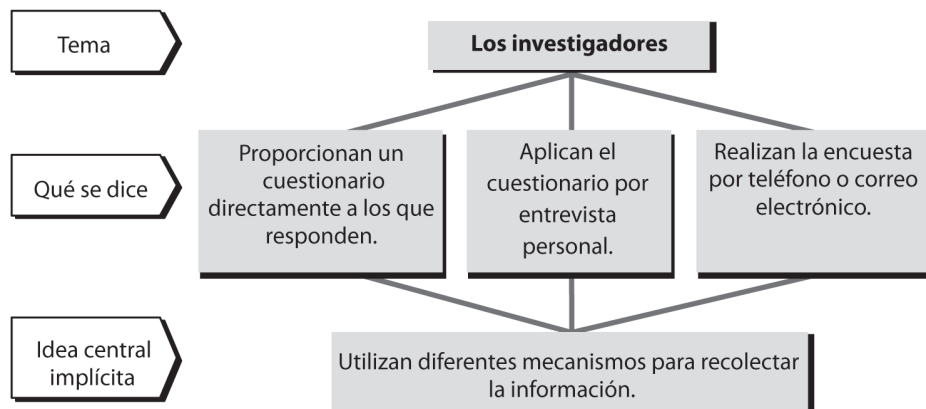 Tema
Los investigadores
Qué se dice
Proporcionan un
cuestionario
directamente a los que
responden.
Aplican el
cuestionario por
entrevista
personal.
Realizan la encuesta
por teléfono o correo
electrónico.
Idea central
implícita
Utilizan diferentes mecanismos para recolectar
la información.